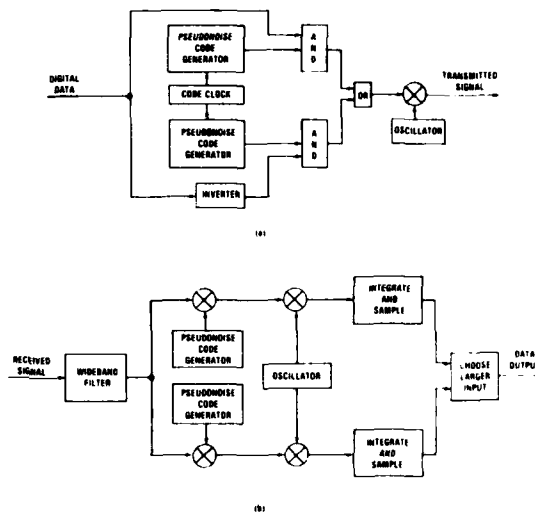 PSEUDONOISE
CODE
GENERATOR
A
N
D
DIGITAL
DATA
CODE CLOCK
OR
TRANSMITTED
SIGNAL
PSEUDONOISE
CODE
GENERATOR
A
N
D
OSCILLATOR
INVERTER
(a)
INTEGRATE
AND
SAMPLE
PSEUDONOISE
CODE GENERATOR
RECEIVED
SIGNAL
WIDEBAND
FILTER
OSCILLATOR
CHOOSE
LARGER
INPUT
DATA
OUTPUT
PSEUDONOISE
CODE GENERATOR
INTEGRATE
AND
SAMPLE
(b)